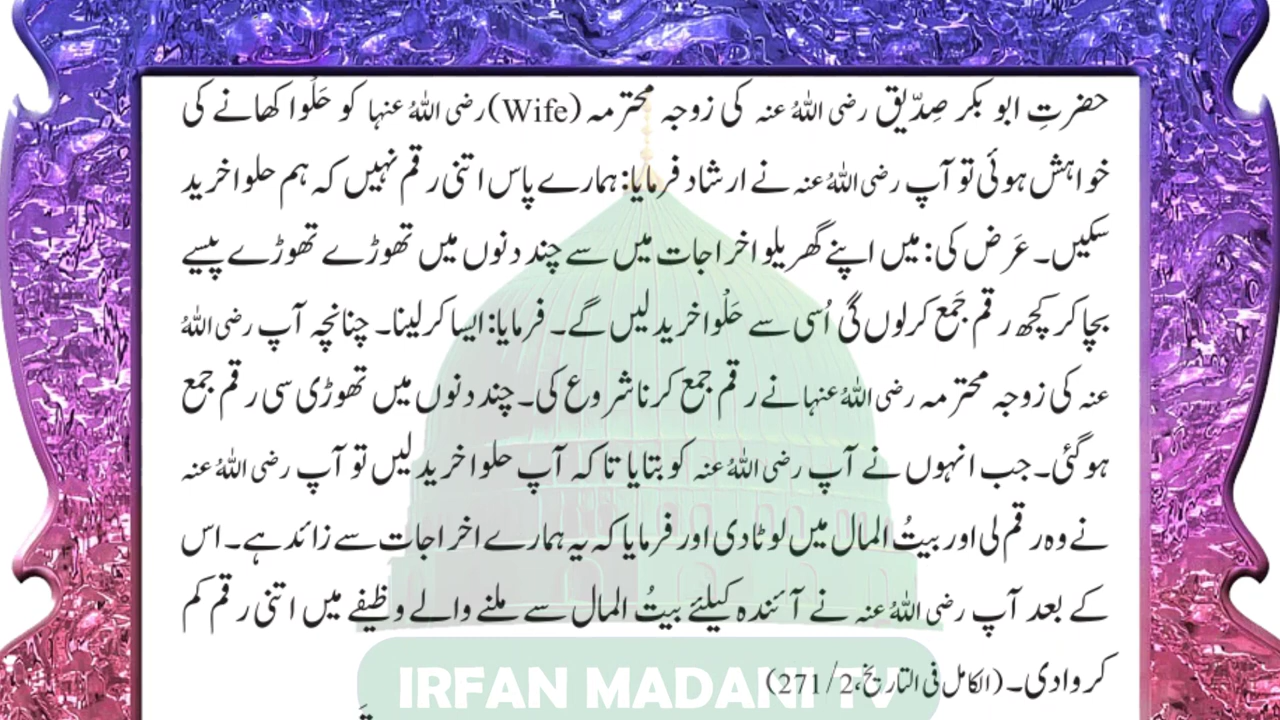 حضرتِ ابو بکر صِدّیق رضی اللہُ عنہ کی زوجہ محترمہ (Wife) رضی اللہُ عنہا کو حَلْوا کھانے کی
خواہش ہوئی تو آپ رضی اللہُ عنہ نے ارشاد فرمایا: ہمارے پاس اتنی رقم نہیں کہ ہم حلوا خرید
سکیں۔ عَرض کی: میں اپنے گھریلو اخراجات میں سے چند دنوں میں تھوڑے تھوڑے پیسے
بچا کر کچھ رقم جَمع کرلوں گی اُسی سے حَلْوا خرید لیں گے۔ فرمایا: ایسا کرلینا۔ چنانچہ آپ رضی اللہُ
عنہ کی زوجہ محترمہ رضی اللہُ عنہا نے رقم جمع کرنا شروع کی۔ چند دنوں میں تھوڑی سی رقم جمع
ہوگئی۔ جب انہوں نے آپ رضی اللہُ عنہ کو بتایا تاکہ آپ حلوا خرید لیں تو آپ رضی اللہُ عنہ
نے وہ رقم لی اور بیتُ المال میں لوٹا دی اور فرمایا کہ یہ ہمارے اخراجات سے زائد ہے۔ اس
کے بعد آپ رضی اللہُ عنہ نے آئندہ کیلئے بیتُ المال سے ملنے والے وظیفے میں اتنی رقم کم
کروادی۔ (الکامل فی التاریخ، 2/271)
IRFAN MADANI TV